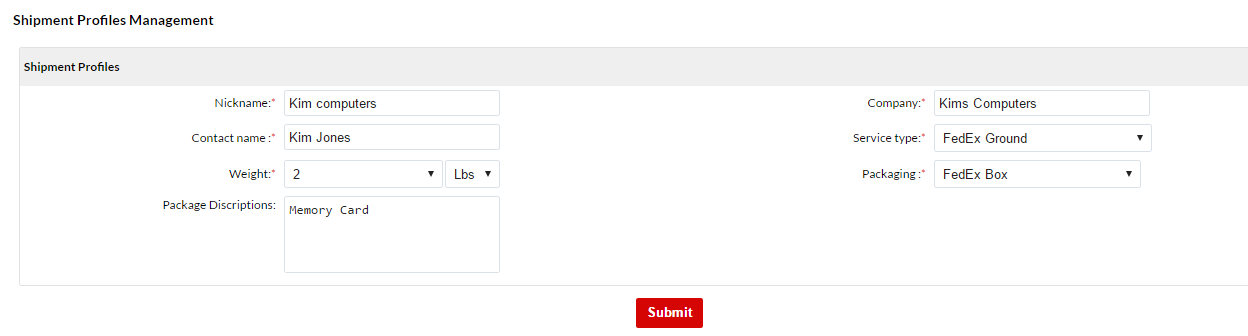 Shipment Profiles Management
Shipment Profiles
Nickname:* Kim computers Company:* Kims Computers
Contact name :* Kim Jones Service type:* FedEx Ground
Weight:* 2 Lbs Packaging :* FedEx Box
Package Discriptions: Memory Card
Submit